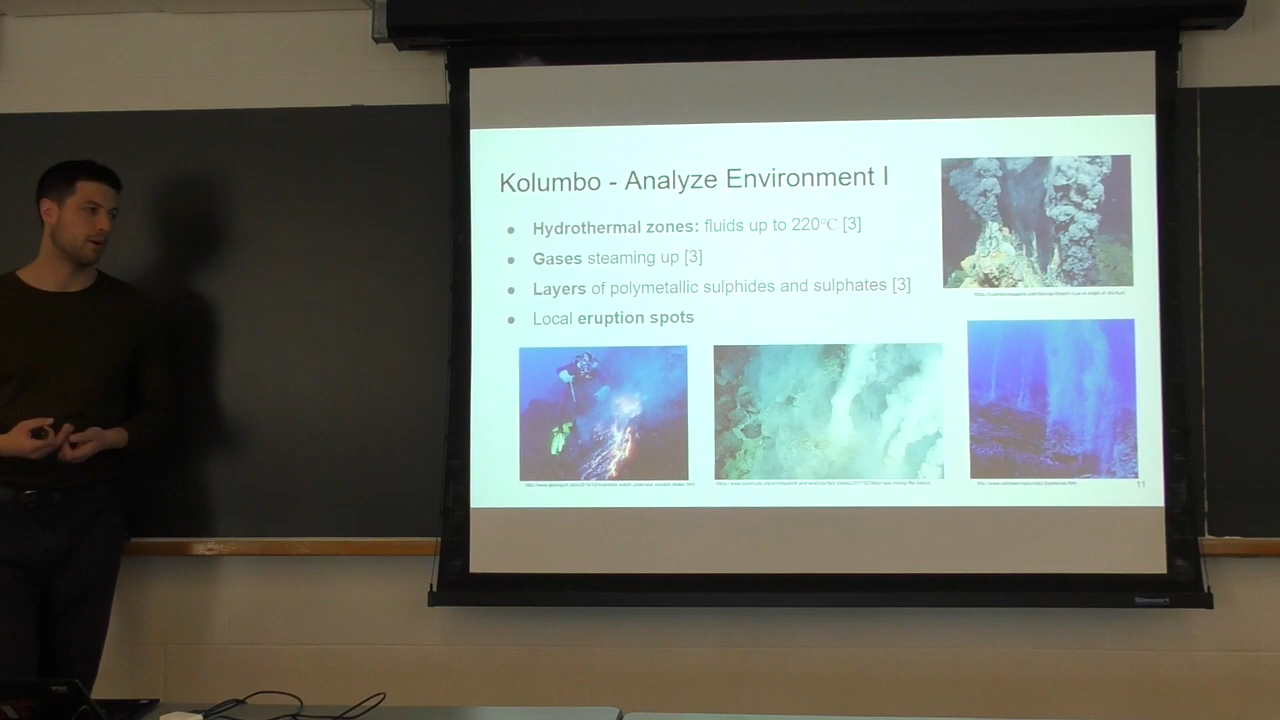 Kolumbo - Analyze Environment I
● Hydrothermal zones: fluids up to 220°C [3]
● Gases steaming up [3]
● Layers of polymetallic sulphides and sulphates [3]
● Local eruption spots
11
Stewart